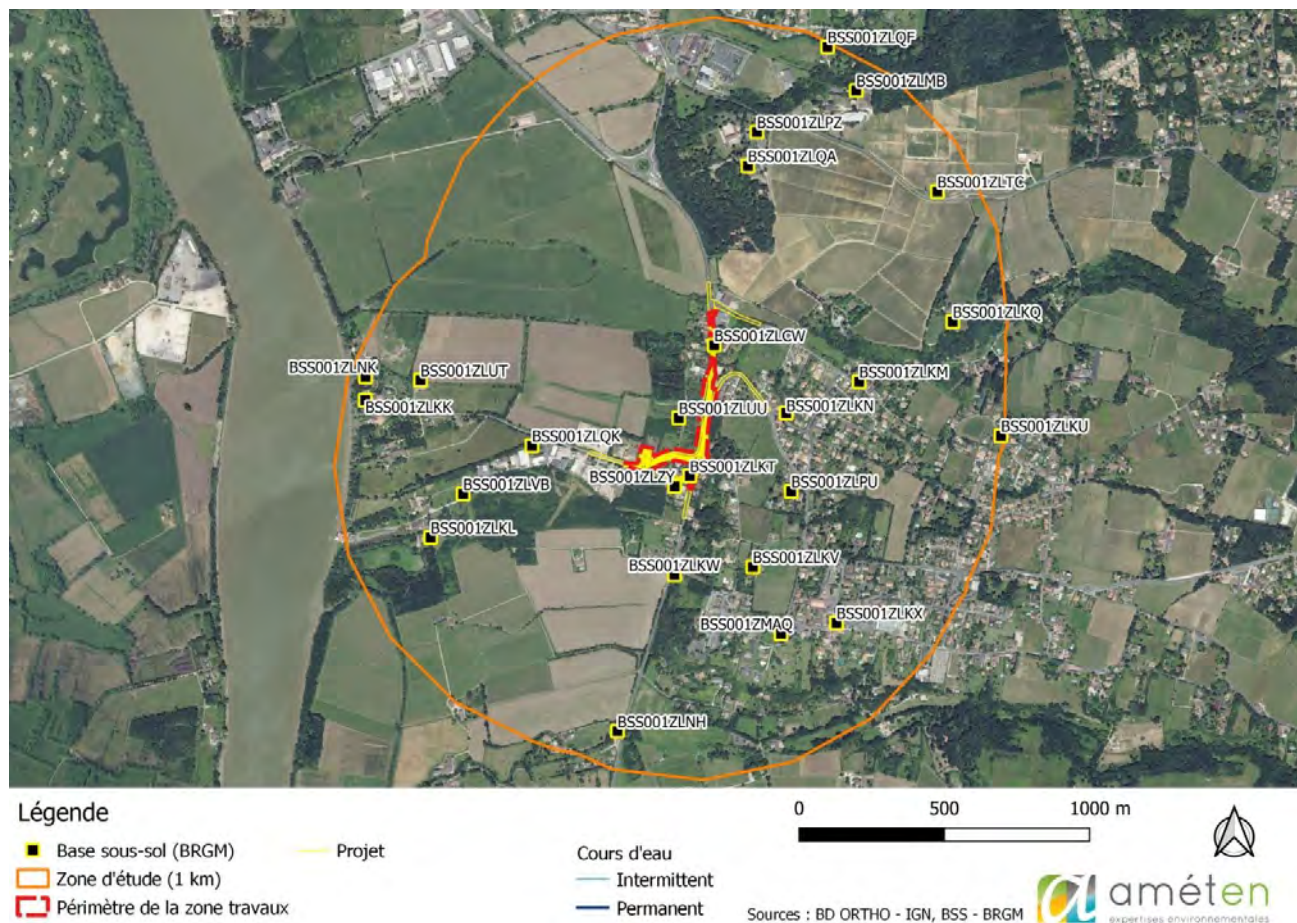 BSS001ZLQF
BSS001ZLMB
BSS001ZLPZ
BSS001ZLQA
BSS001ZLTC
BSS001ZLKQ
BSS001ZLCW
BSS001ZLNK
BSS001ZLUT
BSS001ZLKM
BSS001ZLKK
BSS001ZLUU
BSS001ZLKN
BSS001ZLKU
BSS001ZLQK
BSS001ZLKT
BSS001ZLZY
BSS001ZLVB
BSS001ZLPU
BSS001ZLKL
BSS001ZLKW
BSS001ZLKV
BSS001ZMAQ
BSS001ZLKX
BSS001ZLNH
Légende
Base sous-sol (BRGM)
Projet
Zone d'étude (1 km)
Périmètre de la zone travaux
Cours d'eau
Intermittent
Permanent
0 500 1000 m
Sources : BD ORTHO - IGN, BSS - BRGM
améten
expertises environnementales